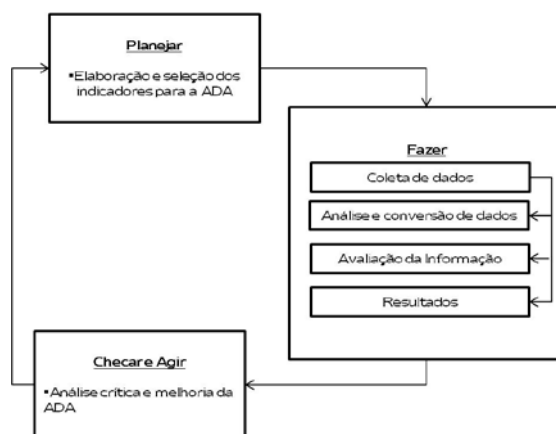 Planejar
▪Elaboração e seleção dos
indicadores para a ADA
Fazer
Coleta de dados
Análise e conversão de dados
Avaliação da Informação
Resultados
Checar e Agir
▪Análise crítica e melhoria da
ADA